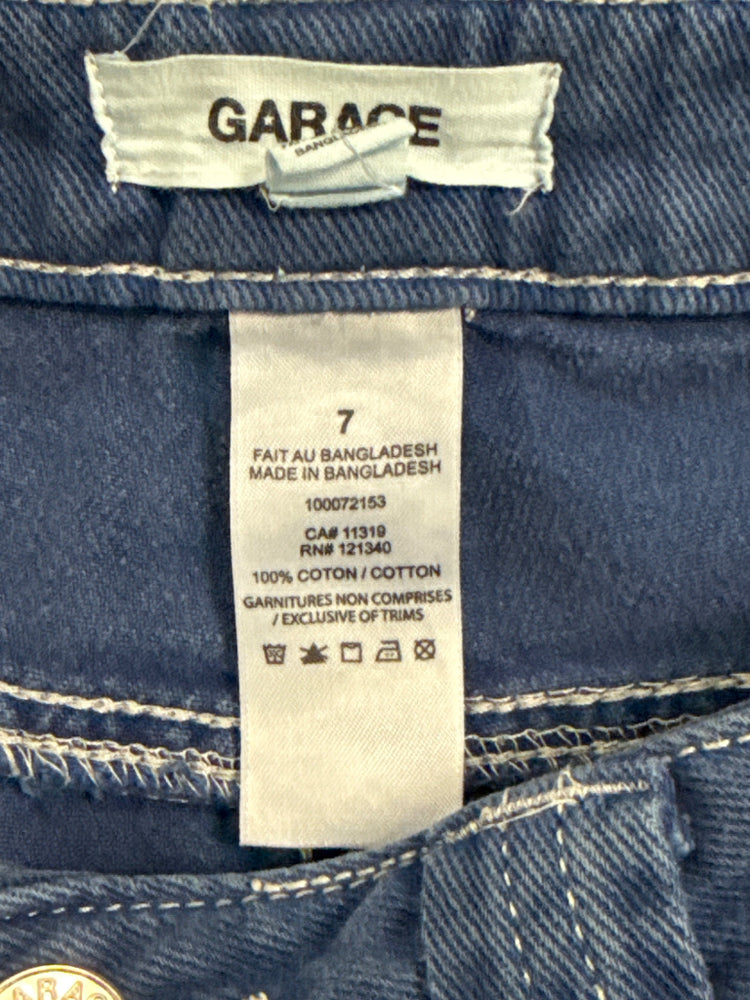 GARAGE
BANGL
7
FAIT AU BANGLADESH
MADE IN BANGLADESH
100072153
CA# 11319
RN# 121340
100% COTON / COTTON
GARNITURES NON COMPRISES
/ EXCLUSIVE OF TRIMS